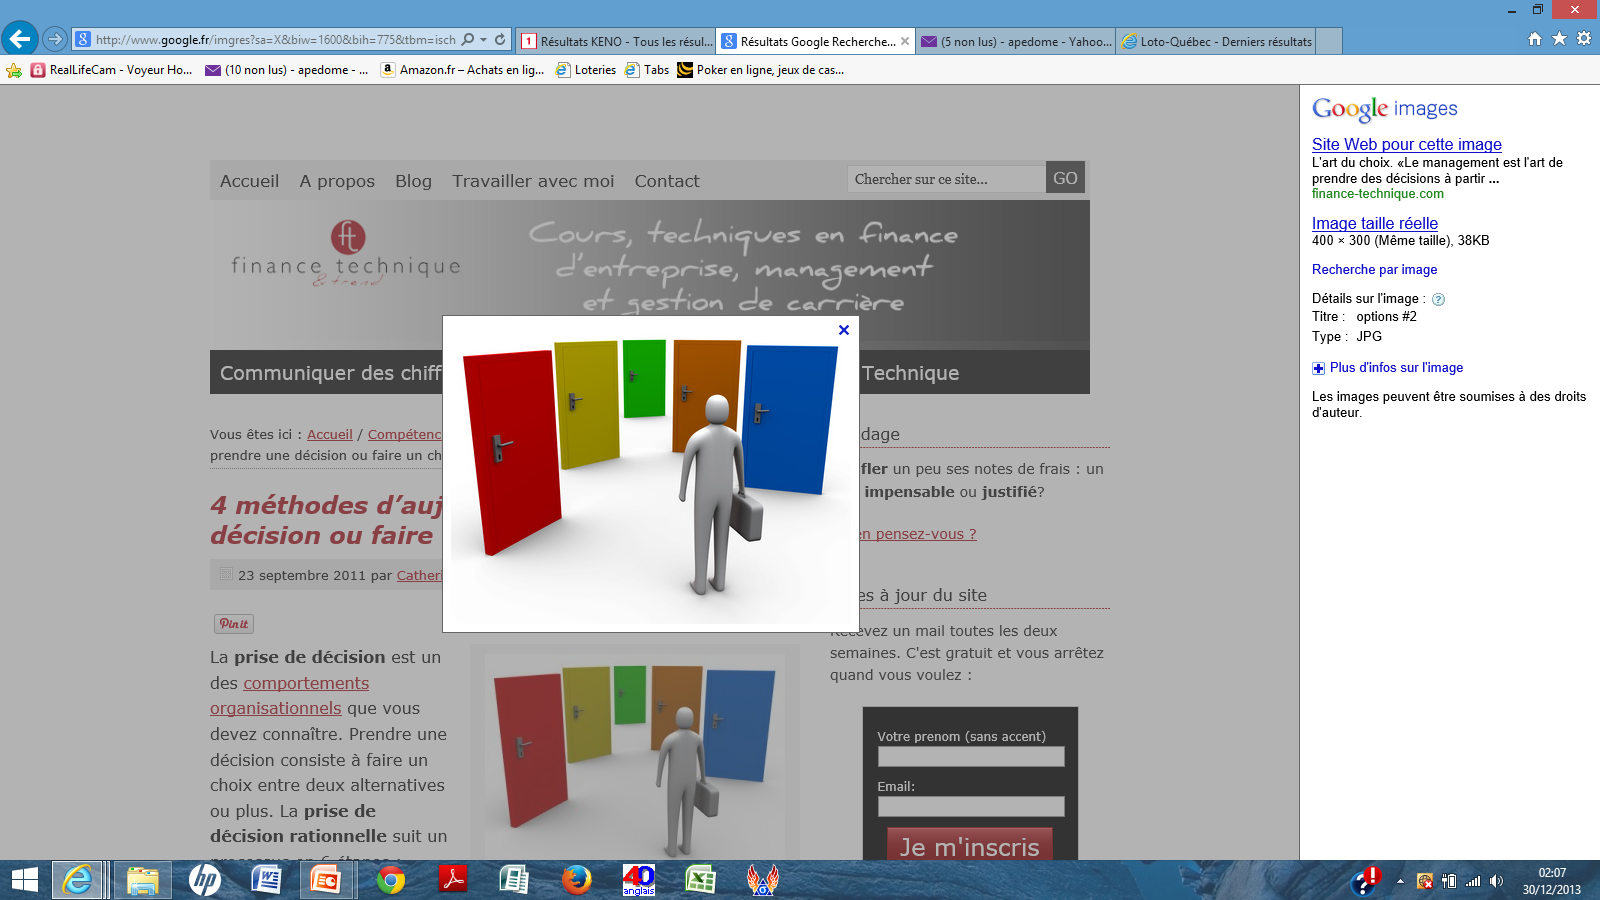 http://www.google.fr/imgres?sa=X&biw=1600&bih=775&tbm=isch
Résultats KENO - Tous les résul...
Résultats Google Recherche...
(5 non lus) - apedome - Yahoo...
Loto-Québec - Derniers résultats
RealLifeCam - Voyeur Ho...
(10 non lus) - apedome - ...
Amazon.fr – Achats en lig...
Loteries
Tabs
Poker en ligne, jeux de cas...
Accueil A propos Blog Travailler avec moi Contact
Chercher sur ce site...
GO
ft
finance technique
& trend
Cours, techniques en finance
d'entreprise, management
et gestion de carrière
Communiquer des chiff
Technique
Vous êtes ici : Accueil / Compétenc
prendre une décision ou faire un ch
4 méthodes d’auj
décision ou faire
23 septembre 2011 par Catheri
Pin it
La prise de décision est un
des comportements
organisationnels que vous
devez connaître. Prendre une
décision consiste à faire un
choix entre deux alternatives
ou plus. La prise de
décision rationnelle suit un
dage
fler un peu ses notes de frais : un
impensable ou justifié?
en pensez-vous ?
es à jour du site
Recevez un mail toutes les deux
semaines. C'est gratuit et vous arrêtez
quand vous voulez :
Votre prenom (sans accent)
Email:
Je m'inscris
Google images
Site Web pour cette image
L'art du choix. «Le management est l'art de
prendre des décisions à partir ...
finance-technique.com
Image taille réelle
400 × 300 (Même taille), 38KB
Recherche par image
Détails sur l'image :
Titre : options #2
Type : JPG
Plus d'infos sur l'image
Les images peuvent être soumises à des droits
d'auteur.
40
anglais
02:07
30/12/2013